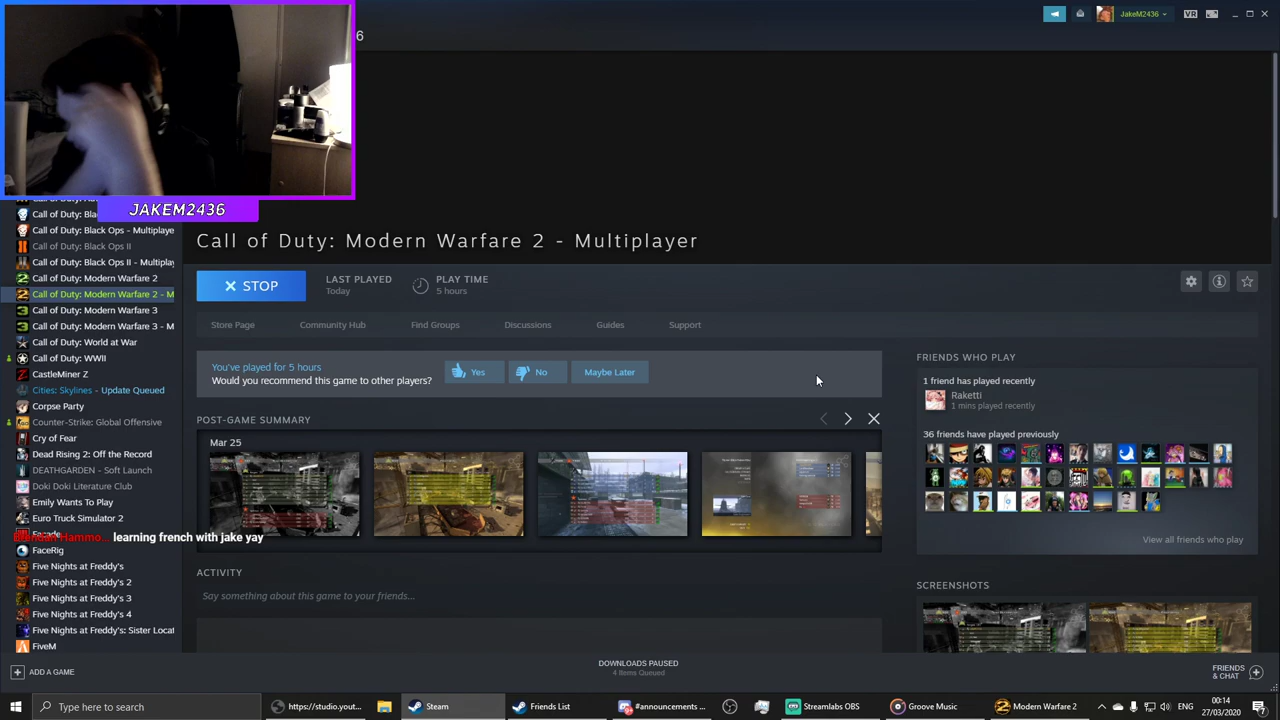 6
JakeM2436
VR
JAKEM2436
Call of Duty: Bl
Call of Duty: Black Ops - Multiplaye
Call of Duty: Black Ops II
Call of Duty: Black Ops II - Multipla
Call of Duty: Modern Warfare 2
Call of Duty: Modern Warfare 2 - M
Call of Duty: Modern Warfare 3
Call of Duty: Modern Warfare 3 - M
Call of Duty: World at War
Call of Duty: WWII
CastleMiner Z
Cities: Skylines - Update Queued
Corpse Party
Counter-Strike: Global Offensive
Cry of Fear
Dead Rising 2: Off the Record
DEATHGARDEN - Soft Launch
Doki Doki Literature Club
Emily Wants To Play
Euro Truck Simulator 2
learning french with jake yay
FaceRig
Five Nights at Freddy's
Five Nights at Freddy's 2
Five Nights at Freddy's 3
Five Nights at Freddy's 4
Five Nights at Freddy's: Sister Locat
FiveM
ADD A GAME
Call of Duty: Modern Warfare 2 - Multiplayer
STOP
LAST PLAYED
Today
PLAY TIME
5 hours
Store Page
Community Hub
Find Groups
Discussions
Guides
Support
You've played for 5 hours
Would you recommend this game to other players?
Yes
No
Maybe Later
POST-GAME SUMMARY
Mar 25
ACTIVITY
Say something about this game to your friends...
FRIENDS WHO PLAY
1 friend has played recently
Raketti
1 mins played recently
36 friends have played previously
View all friends who play
SCREENSHOTS
DOWNLOADS PAUSED
4 Items Queued
FRIENDS
& CHAT
Type here to search
https://studio.yout...
Steam
Friends List
#announcements ...
Streamlabs OBS
Groove Music
Modern Warfare 2
ENG
00:14
27/03/2020